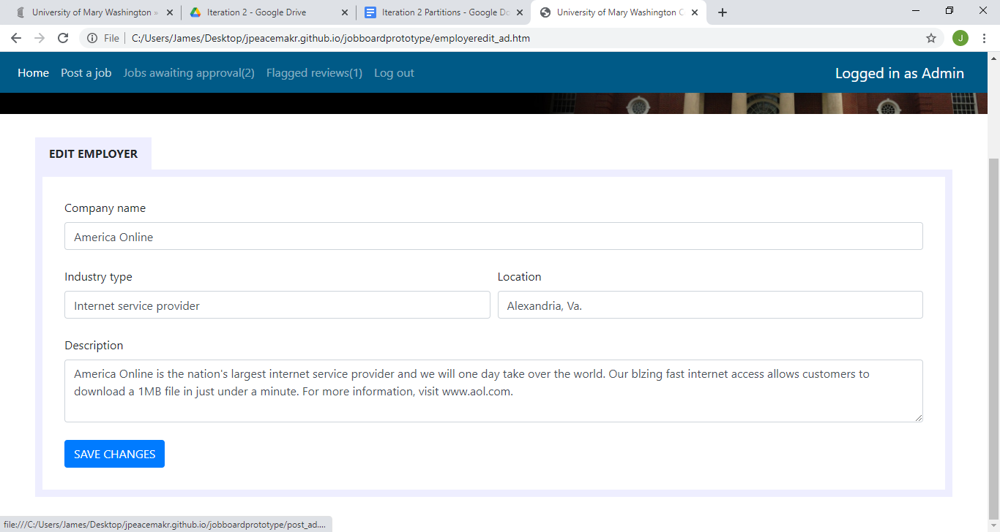 University of Mary Washington »
Iteration 2 - Google Drive
Iteration 2 Partitions - Google Do
University of Mary Washington C
File
C:/Users/James/Desktop/jpeacemakr.github.io/jobboardprototype/employeredit_ad.htm
J
Home Post a job Jobs awaiting approval(2) Flagged reviews(1) Log out
Logged in as Admin
EDIT EMPLOYER
Company name
America Online
Industry type
Location
Internet service provider
Alexandria, Va.
Description
America Online is the nation's largest internet service provider and we will one day take over the world. Our blzing fast internet access allows customers to
download a 1MB file in just under a minute. For more information, visit www.aol.com.
SAVE CHANGES
file:///C:/Users/James/Desktop/jpeacemakr.github.io/jobboardprototype/post_ad....